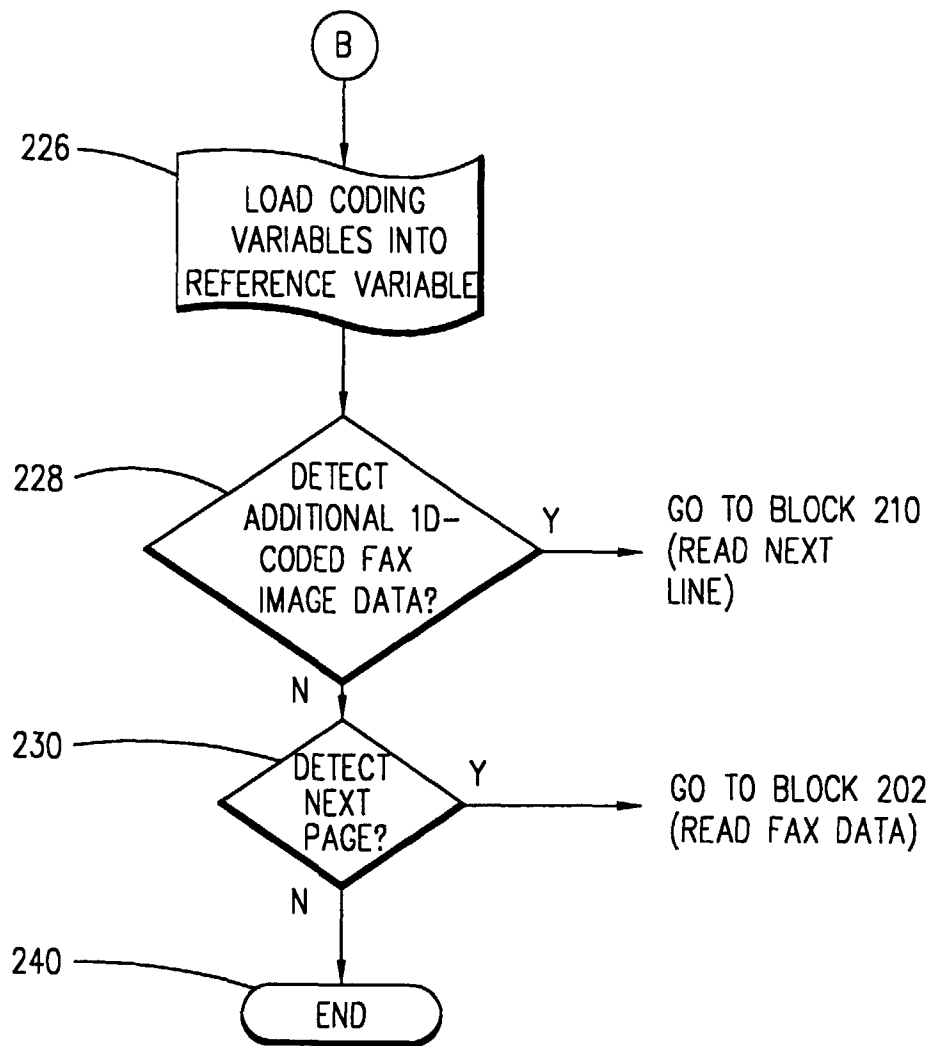 B
226
LOAD CODING
VARIABLES INTO
REFERENCE VARIABLE
228
DETECT
ADDITIONAL 1D-
CODED FAX
IMAGE DATA?
Y
GO TO BLOCK 210
(READ NEXT
LINE)
N
230
DETECT
NEXT
PAGE?
Y
GO TO BLOCK 202
(READ FAX DATA)
N
240
END